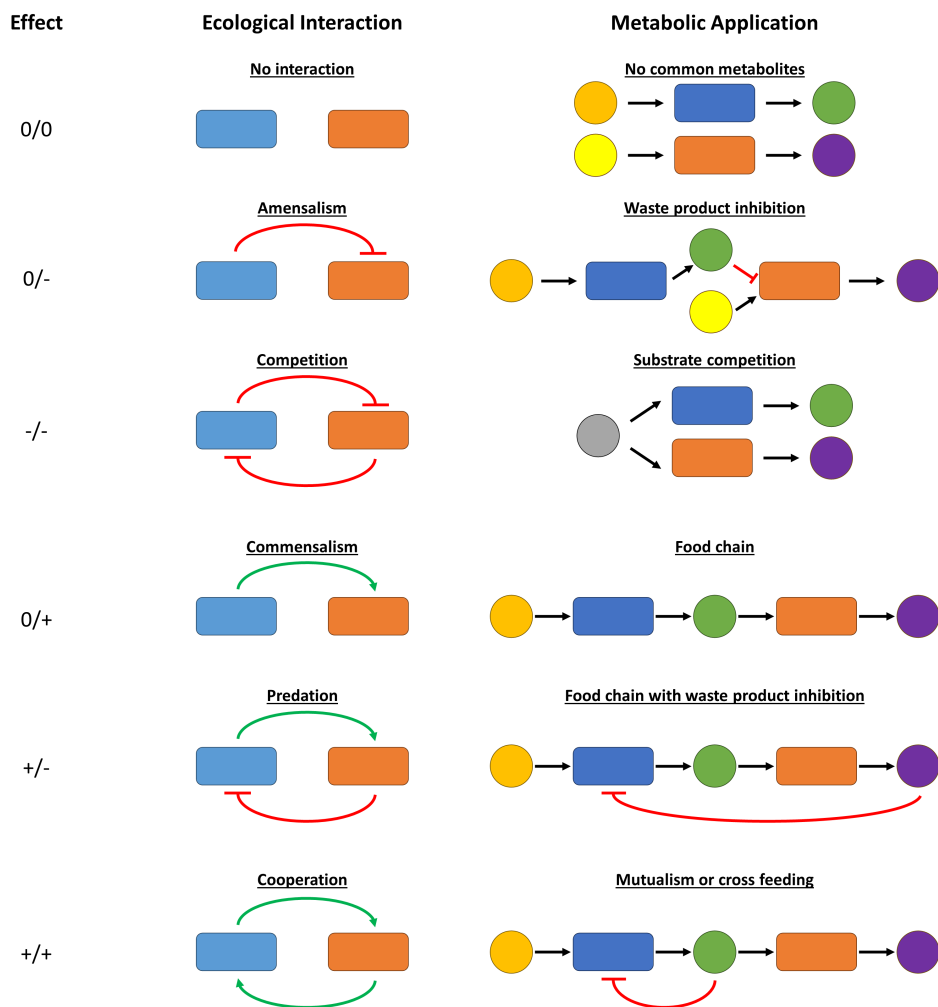 Effect Ecological Interaction Metabolic Application
No interaction No common metabolites
0/0
Amensalism Waste product inhibition
0/-
Competition Substrate competition
-/-
Commensalism Food chain
0/+
Predation Food chain with waste product inhibition
+/-
Cooperation Mutualism or cross feeding
+/+